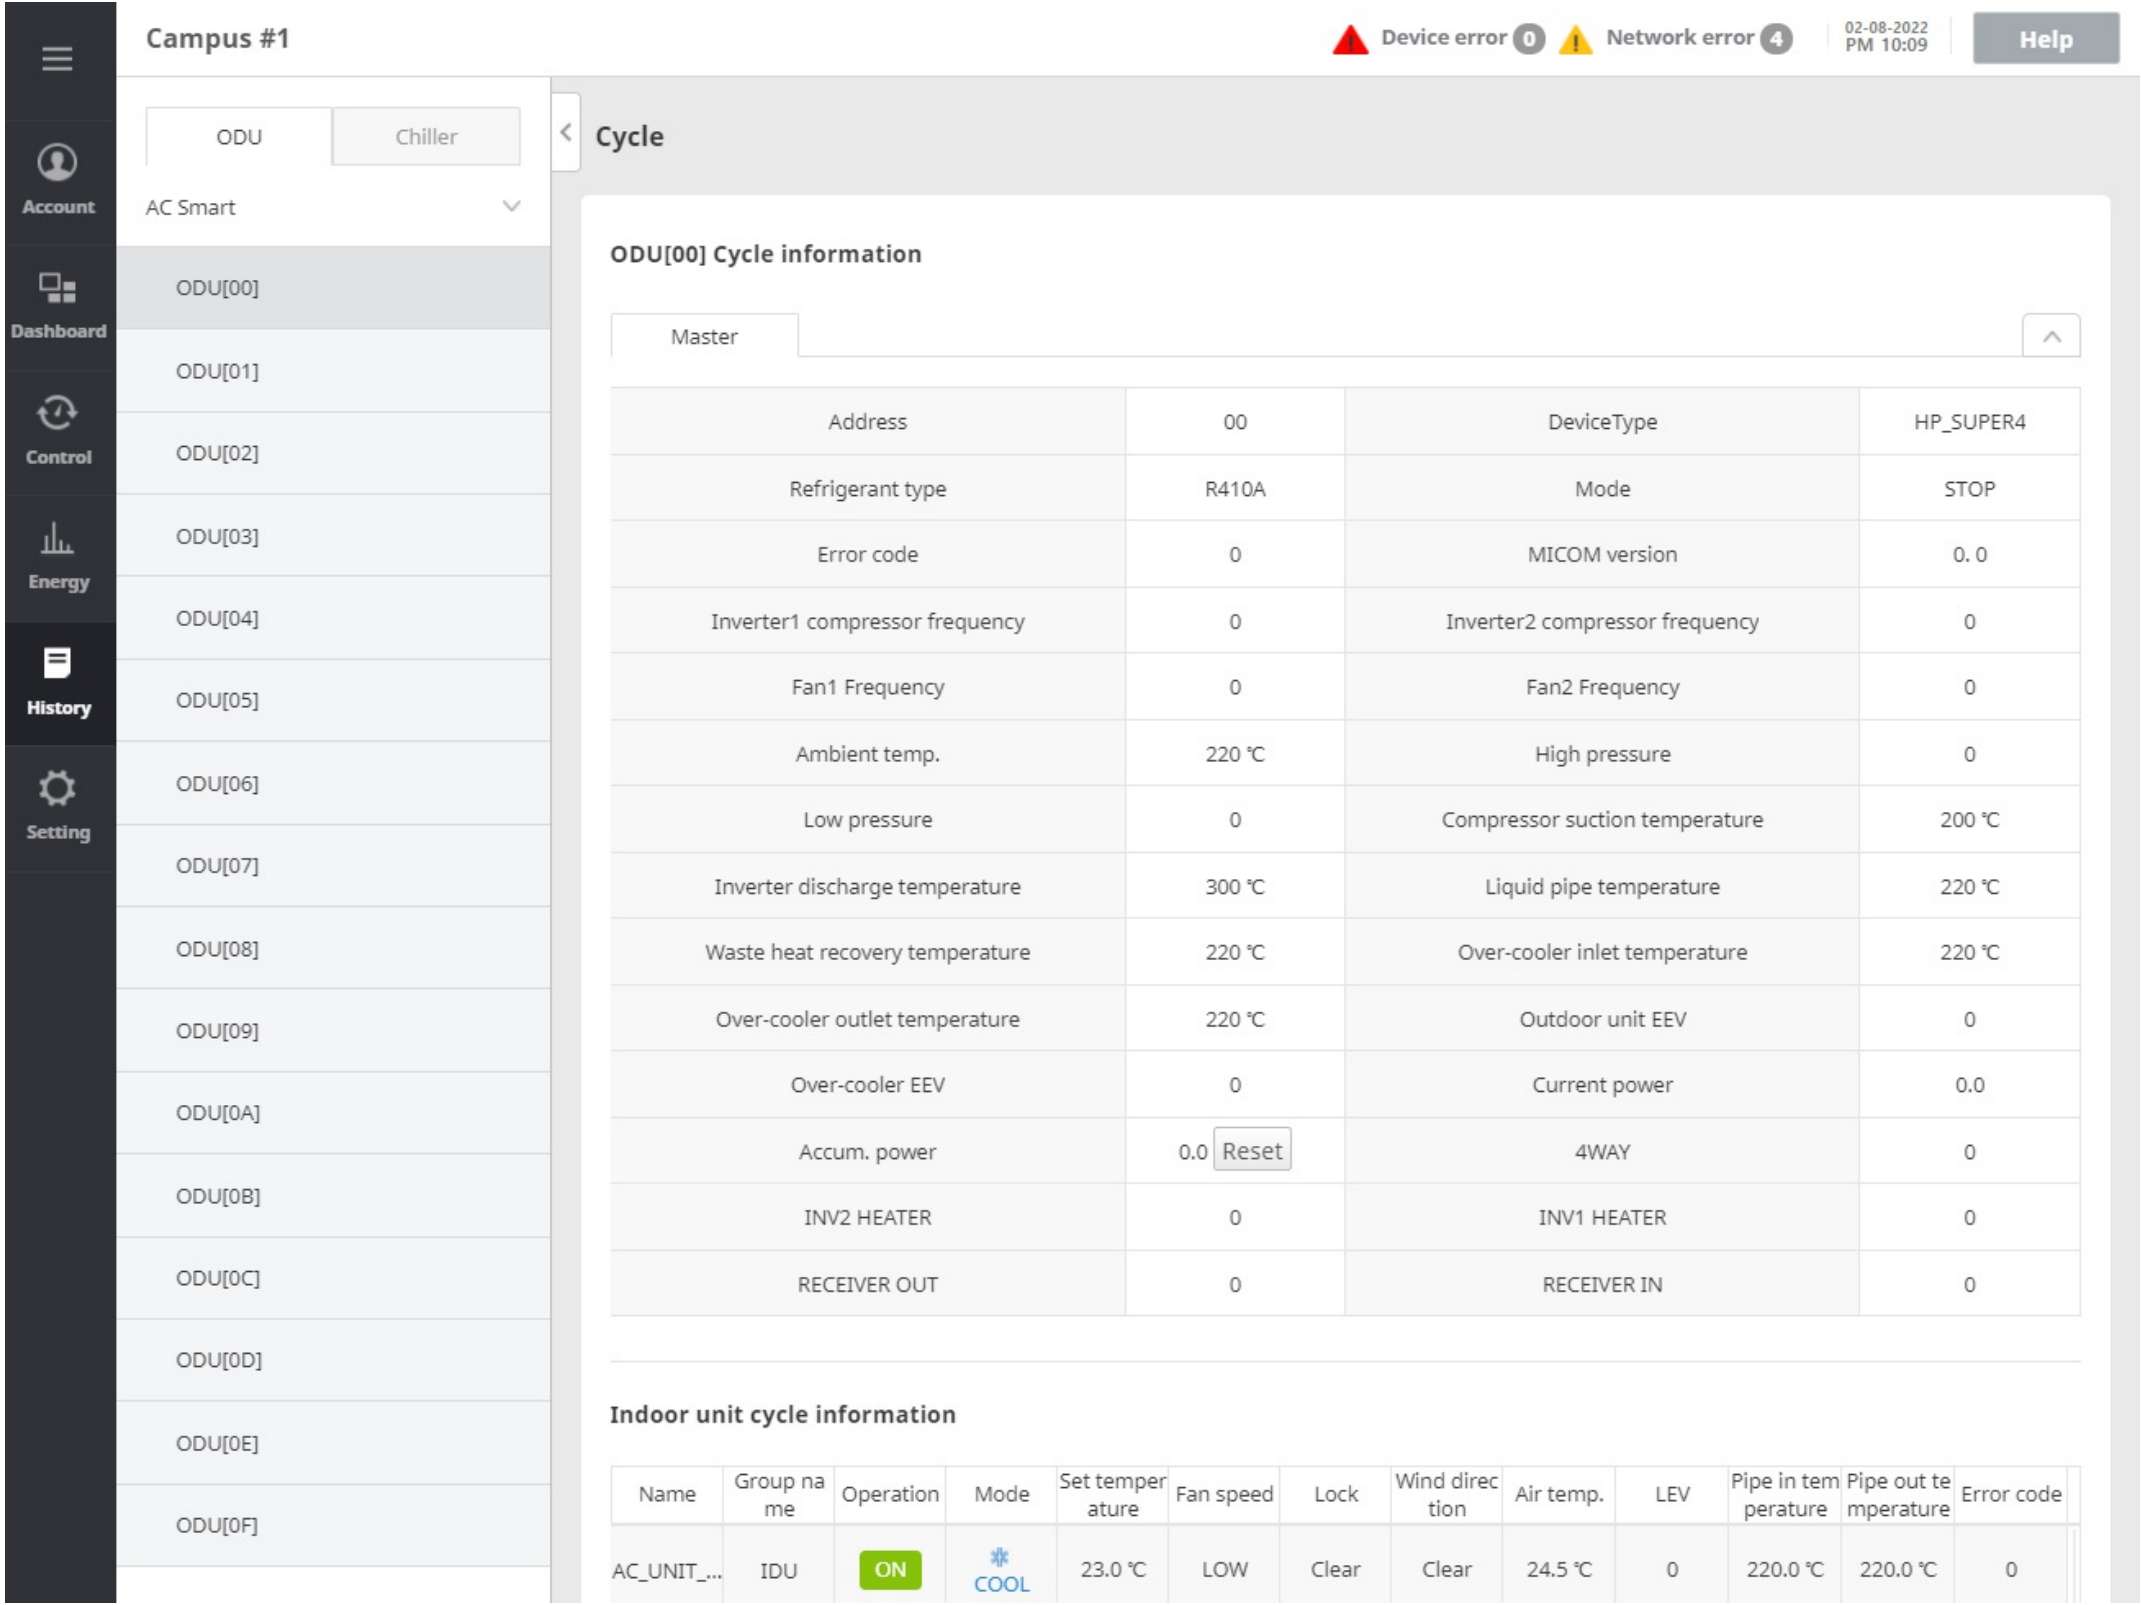 Campus #1
Device error 0 Network error 4 02-08-2022
PM 10:09 Help
Account
Dashboard
Control
Energy
History
Setting
ODU Chiller
AC Smart
ODU[00]
ODU[01]
ODU[02]
ODU[03]
ODU[04]
ODU[05]
ODU[06]
ODU[07]
ODU[08]
ODU[09]
ODU[0A]
ODU[0B]
ODU[0C]
ODU[0D]
ODU[0E]
ODU[0F]
Cycle
ODU[00] Cycle information
Master
Address 00 DeviceType HP_SUPER4
Refrigerant type R410A Mode STOP
Error code 0 MICOM version 0. 0
Inverter1 compressor frequency 0 Inverter2 compressor frequency 0
Fan1 Frequency 0 Fan2 Frequency 0
Ambient temp. 220 ℃ High pressure 0
Low pressure 0 Compressor suction temperature 200 ℃
Inverter discharge temperature 300 ℃ Liquid pipe temperature 220 ℃
Waste heat recovery temperature 220 ℃ Over-cooler inlet temperature 220 ℃
Over-cooler outlet temperature 220 ℃ Outdoor unit EEV 0
Over-cooler EEV 0 Current power 0.0
Accum. power 0.0 Reset 4WAY 0
INV2 HEATER 0 INV1 HEATER 0
RECEIVER OUT 0 RECEIVER IN 0
Indoor unit cycle information
Name Group na
me Operation Mode Set temper
ature Fan speed Lock Wind direc
tion Air temp. LEV Pipe in tem
perature Pipe out te
mperature Error code
AC_UNIT_... IDU ON COOL 23.0 ℃ LOW Clear Clear 24.5 ℃ 0 220.0 ℃ 220.0 ℃ 0